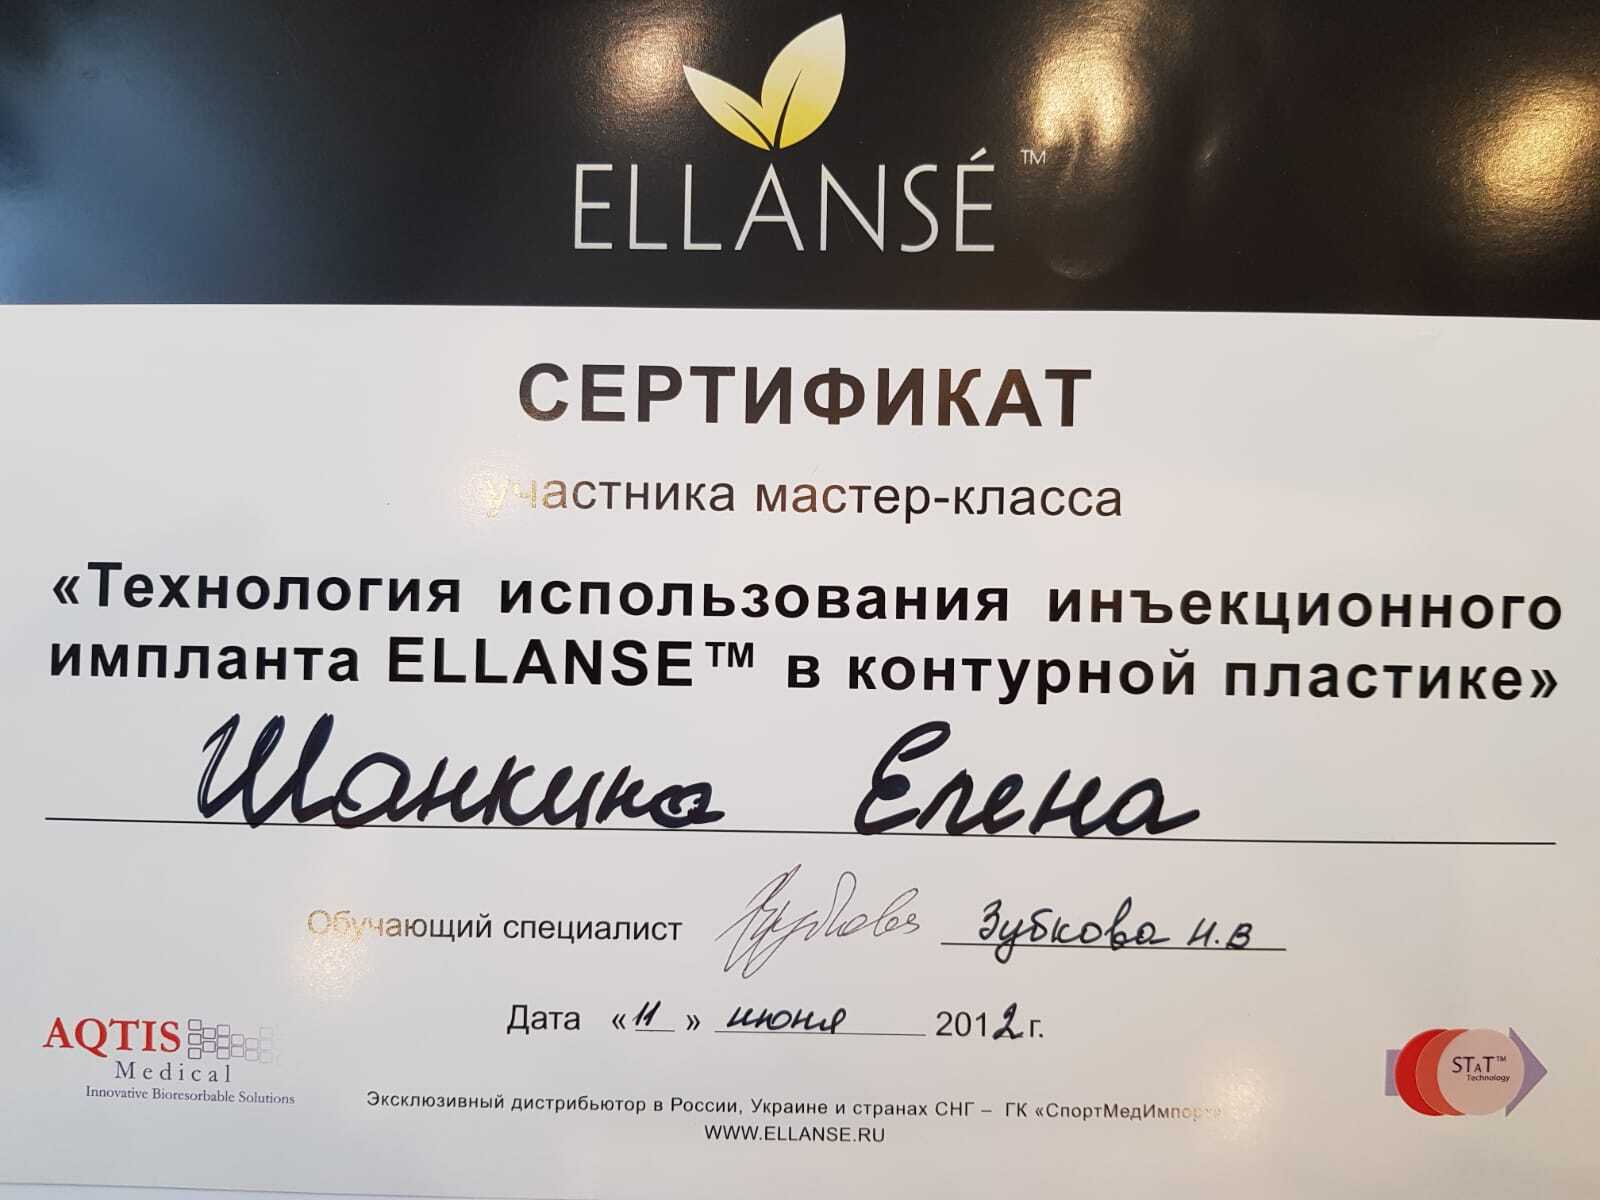 ELLANSÉ ™
СЕРТИФИКАТ
участника мастер-класса
«Технология использования инъекционного
импланта ELLANSE™ в контурной пластике»
Шанкина Елена
Обучающий специалист Зубкова Н.В
Дата «11» июня 2012 г.
AQTIS
Medical
Innovative Bioresorbable Solutions
STAT™
Technology
Эксклюзивный дистрибьютор в России, Украине и странах СНГ – ГК «СпортМедИмпорт»
WWW.ELLANSE.RU